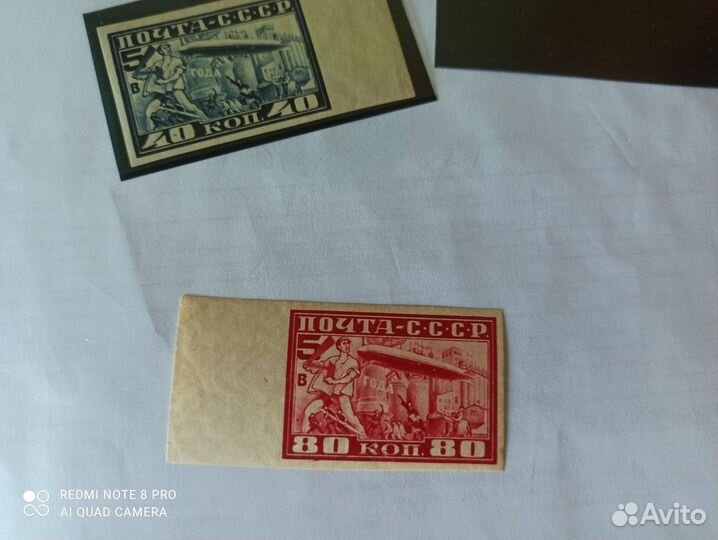 ПОЧТА-С·С·С·Р.
5
В
ГОДА
40 КОП. 40
ПОЧТА-С·С·С·Р.
5
В
ГОДА
80 КОП. 80
REDMI NOTE 8 PRO
AI QUAD CAMERA
Avito